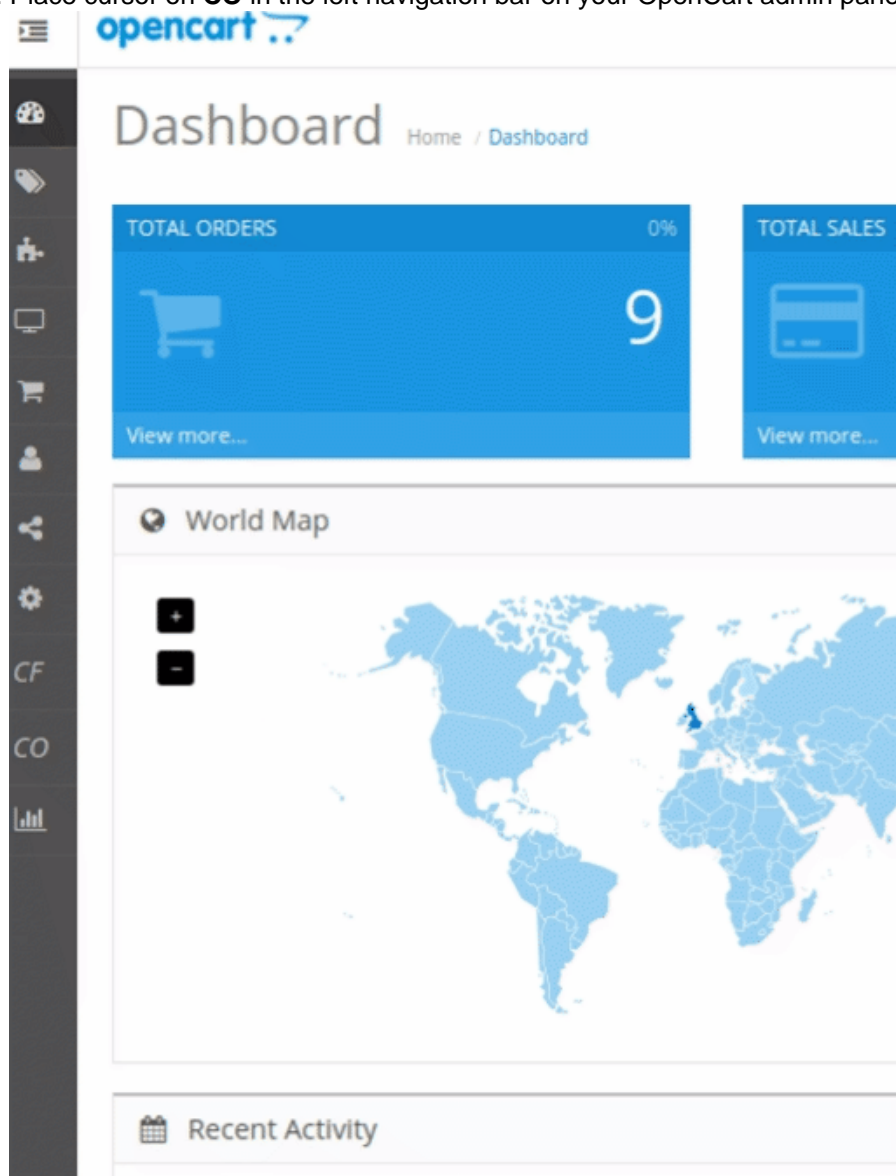 Place cursor on CO in the left navigation bar on your OpenCart admin pane
opencart
Dashboard Home / Dashboard
TOTAL ORDERS 0%
9
View more...
TOTAL SALES
View more...
World Map
+
-
CF
CO
Recent Activity